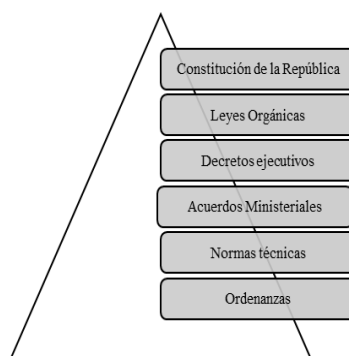 Constitución de la República
Leyes Orgánicas
Decretos ejecutivos
Acuerdos Ministeriales
Normas técnicas
Ordenanzas